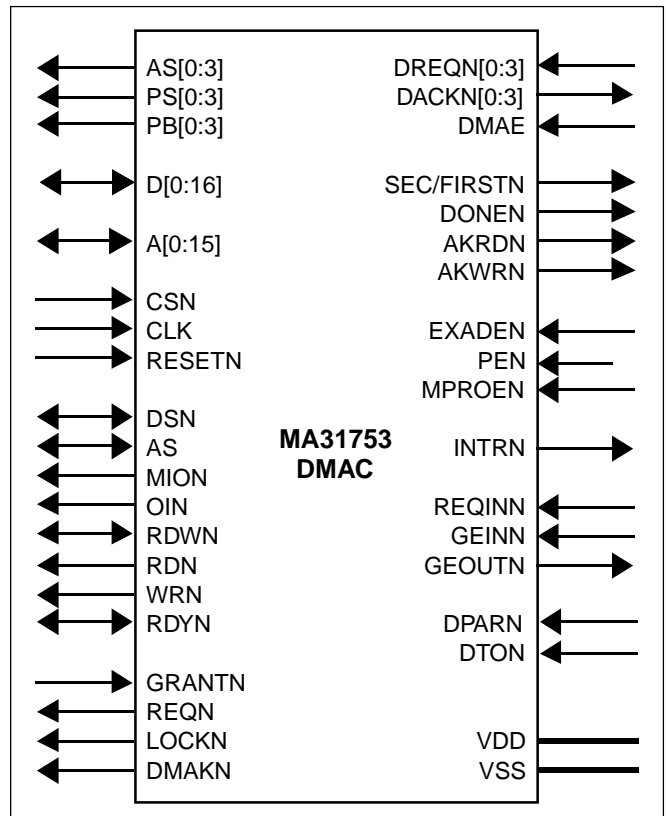 AS[0:3]
PS[0:3]
PB[0:3]
D[0:16]
A[0:15]
CSN
CLK
RESETN
DSN
AS
MION
OIN
RDWN
RDN
WRN
RDYN
GRANTN
REQN
LOCKN
DMAKN
MA31753
DMAC
DREQN[0:3]
DACKN[0:3]
DMAE
SEC/FIRSTN
DONEN
AKRDN
AKWRN
EXADEN
PEN
MPROEN
INTRN
REQINN
GEINN
GEOUTN
DPARN
DTON
VDD
VSS